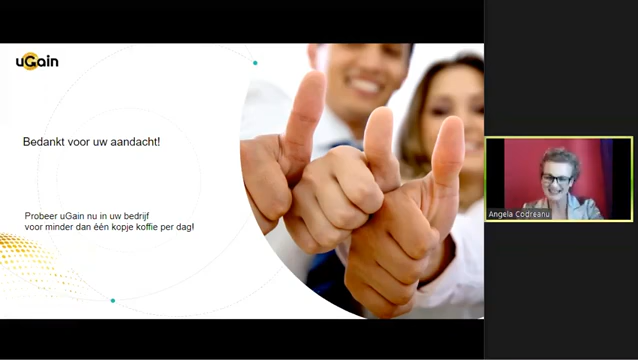 uGain
Bedankt voor uw aandacht!
Probeer uGain nu in uw bedrijf
voor minder dan één kopje koffie per dag!
Angela Codreanu